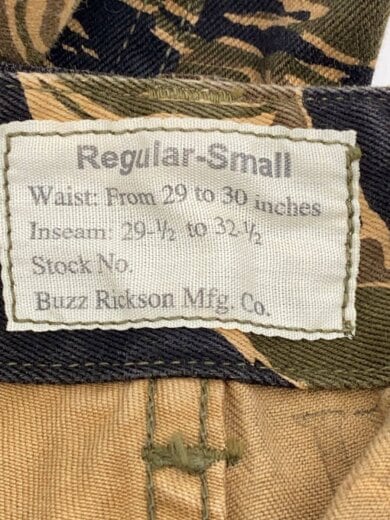 Regular-Small
Waist: From 29 to 30 inches
Inseam: 29-½ to 32-½
Stock No.
Buzz Rickson Mfg. Co.